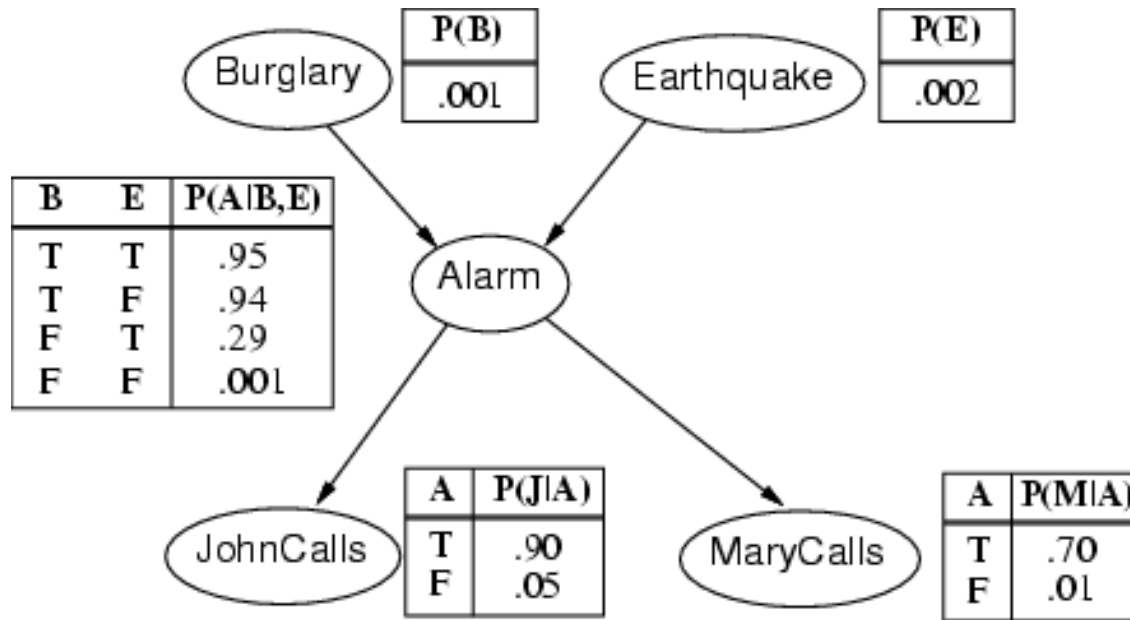 Burglary
P(B)
.001
Earthquake
P(E)
.002
B E P(A|B,E)
T T .95
T F .94
F T .29
F F .001
Alarm
JohnCalls
A P(J|A)
T .90
F .05
MaryCalls
A P(M|A)
T .70
F .01